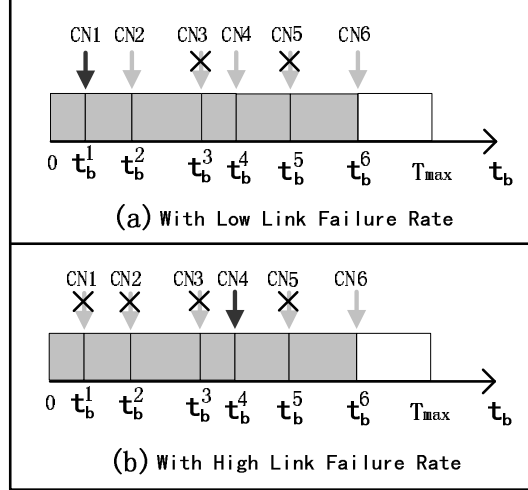 CN1 CN2 CN3 CN4 CN5 CN6
0 t_b^1 t_b^2 t_b^3 t_b^4 t_b^5 t_b^6 Tmax t_b
(a) With Low Link Failure Rate
CN1 CN2 CN3 CN4 CN5 CN6
0 t_b^1 t_b^2 t_b^3 t_b^4 t_b^5 t_b^6 Tmax t_b
(b) With High Link Failure Rate